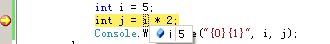 int i = 5;
int j = i * 2;
Console.W
("{0}{1}", i, j);
i 5